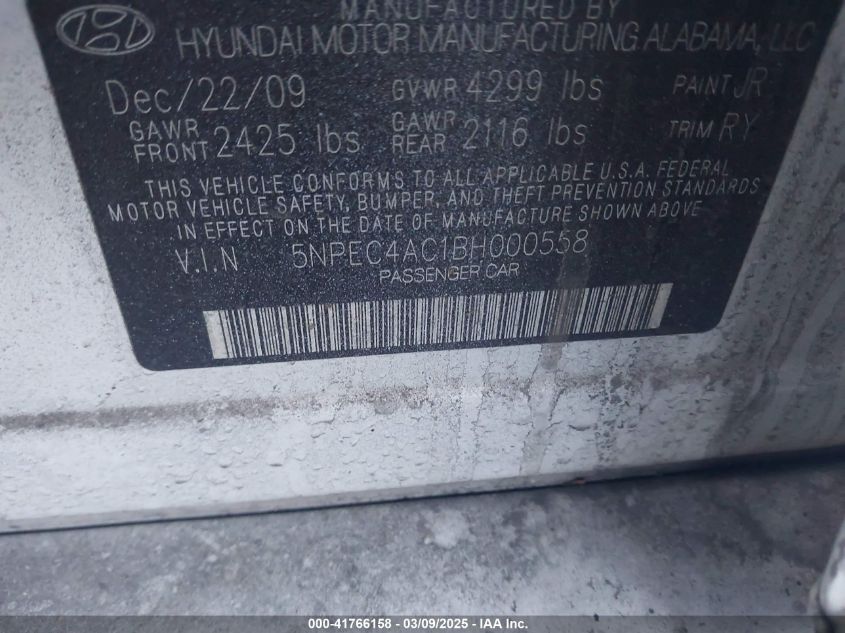 MANUFACTURED BY
HYUNDAI MOTOR MANUFACTURING ALABAMA, LLC
Dec/22/09 GVWR 4299 lbs PAINT JR
GAWR FRONT 2425 lbs GAWR REAR 2116 lbs TRIM RY
THIS VEHICLE CONFORMS TO ALL APPLICABLE U.S.A. FEDERAL
MOTOR VEHICLE SAFETY, BUMPER, AND THEFT PREVENTION STANDARDS
IN EFFECT ON THE DATE OF MANUFACTURE SHOWN ABOVE.
V.I.N 5NPEC4AC1BH000558
PASSENGER CAR
000-41766158 - 03/09/2025 - IAA Inc.